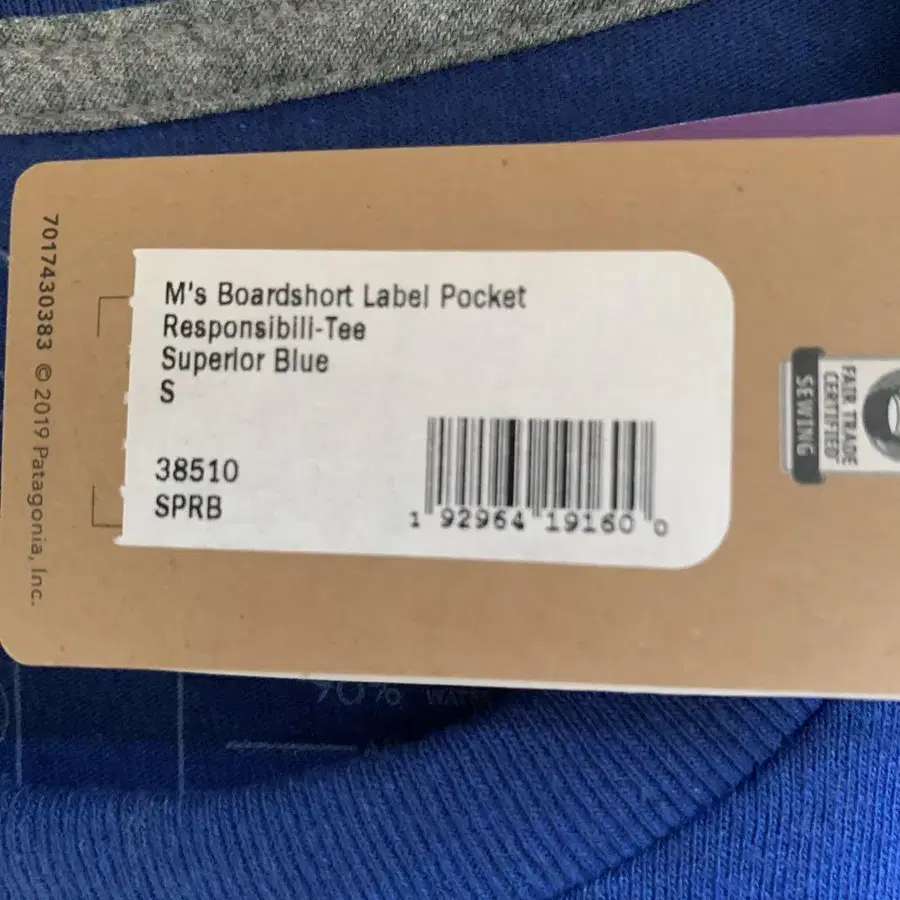 7017430383 © 2019 Patagonia, Inc.
M's Boardshort Label Pocket
Responsibili-Tee
Superior Blue
S
38510
SPRB
1 92964 19160 0
FAIR TRADE
CERTIFIED
SEWING
90%